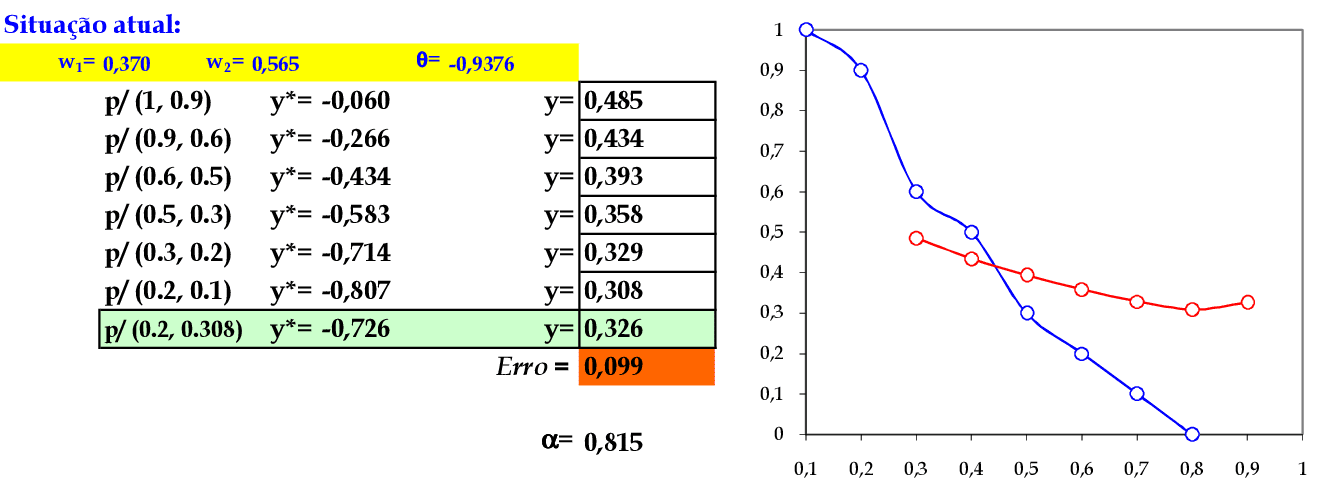 Situação atual:
w₁= 0,370 w₂= 0,565 θ= -0,9376
p/ (1, 0.9) y*= -0,060 y= 0,485
p/ (0.9, 0.6) y*= -0,266 y= 0,434
p/ (0.6, 0.5) y*= -0,434 y= 0,393
p/ (0.5, 0.3) y*= -0,583 y= 0,358
p/ (0.3, 0.2) y*= -0,714 y= 0,329
p/ (0.2, 0.1) y*= -0,807 y= 0,308
p/ (0.2, 0.308) y*= -0,726 y= 0,326
Erro = 0,099
α= 0,815
1
0,9
0,8
0,7
0,6
0,5
0,4
0,3
0,2
0,1
0
0,1 0,2 0,3 0,4 0,5 0,6 0,7 0,8 0,9 1